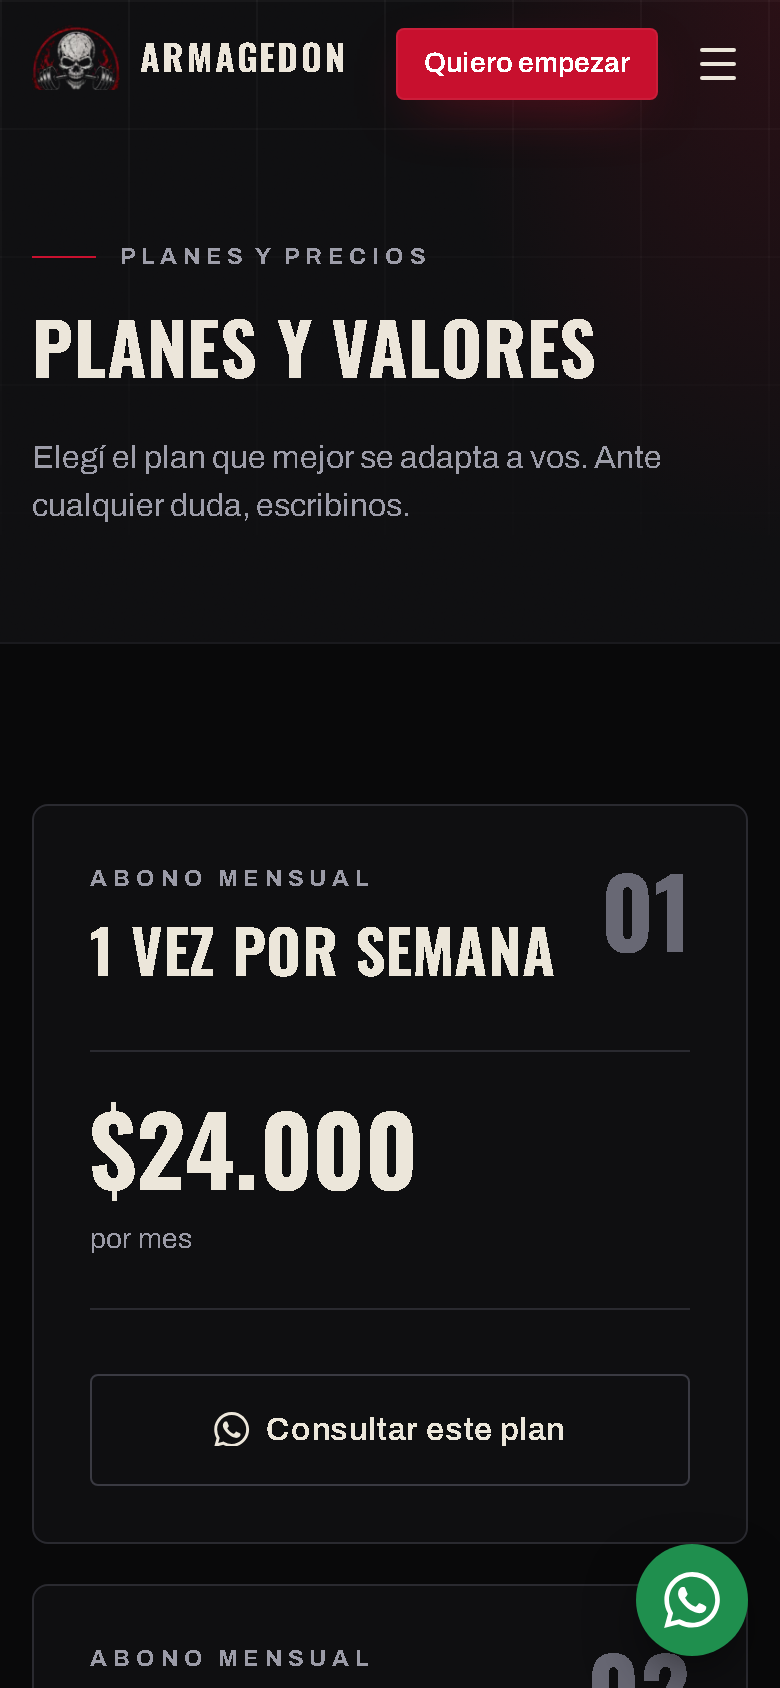 ARMAGEDON
Quiero empezar
PLANES Y PRECIOS
PLANES Y VALORES
Elegí el plan que mejor se adapta a vos. Ante
cualquier duda, escribinos.
ABONO MENSUAL
01
1 VEZ POR SEMANA
$24.000
por mes
Consultar este plan
ABONO MENSUAL
02